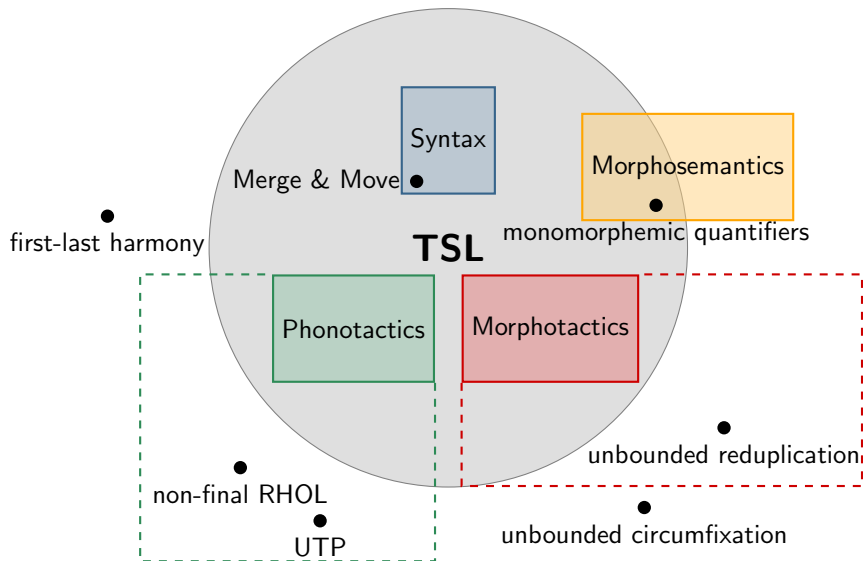 Syntax
Morphosemantics
Merge & Move
monomorphemic quantifiers
first-last harmony
TSL
Phonotactics
Morphotactics
unbounded reduplication
non-final RHOL
unbounded circumfixation
UTP